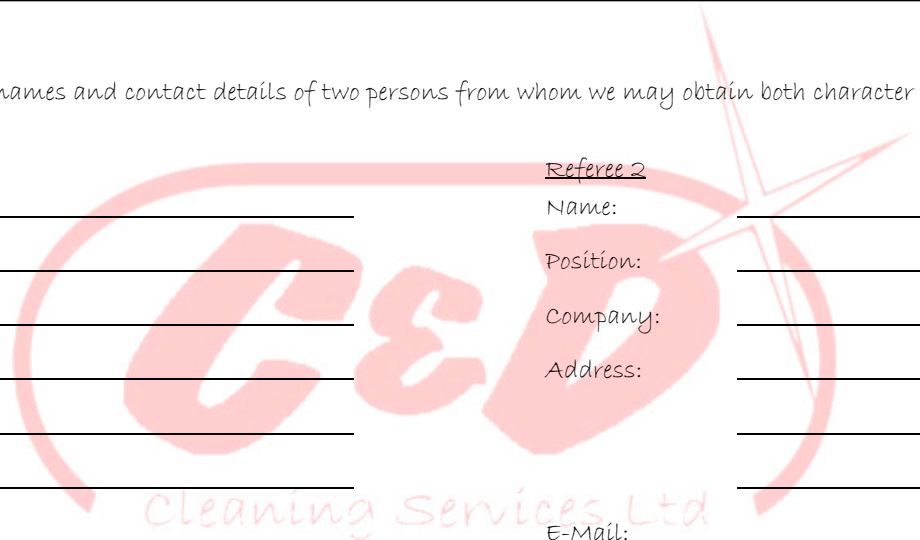 names and contact details of two persons from whom we may obtain both character
Referee 2
Name:
Position:
Company:
Address:
E-Mail:
C&D
Cleaning Services Ltd